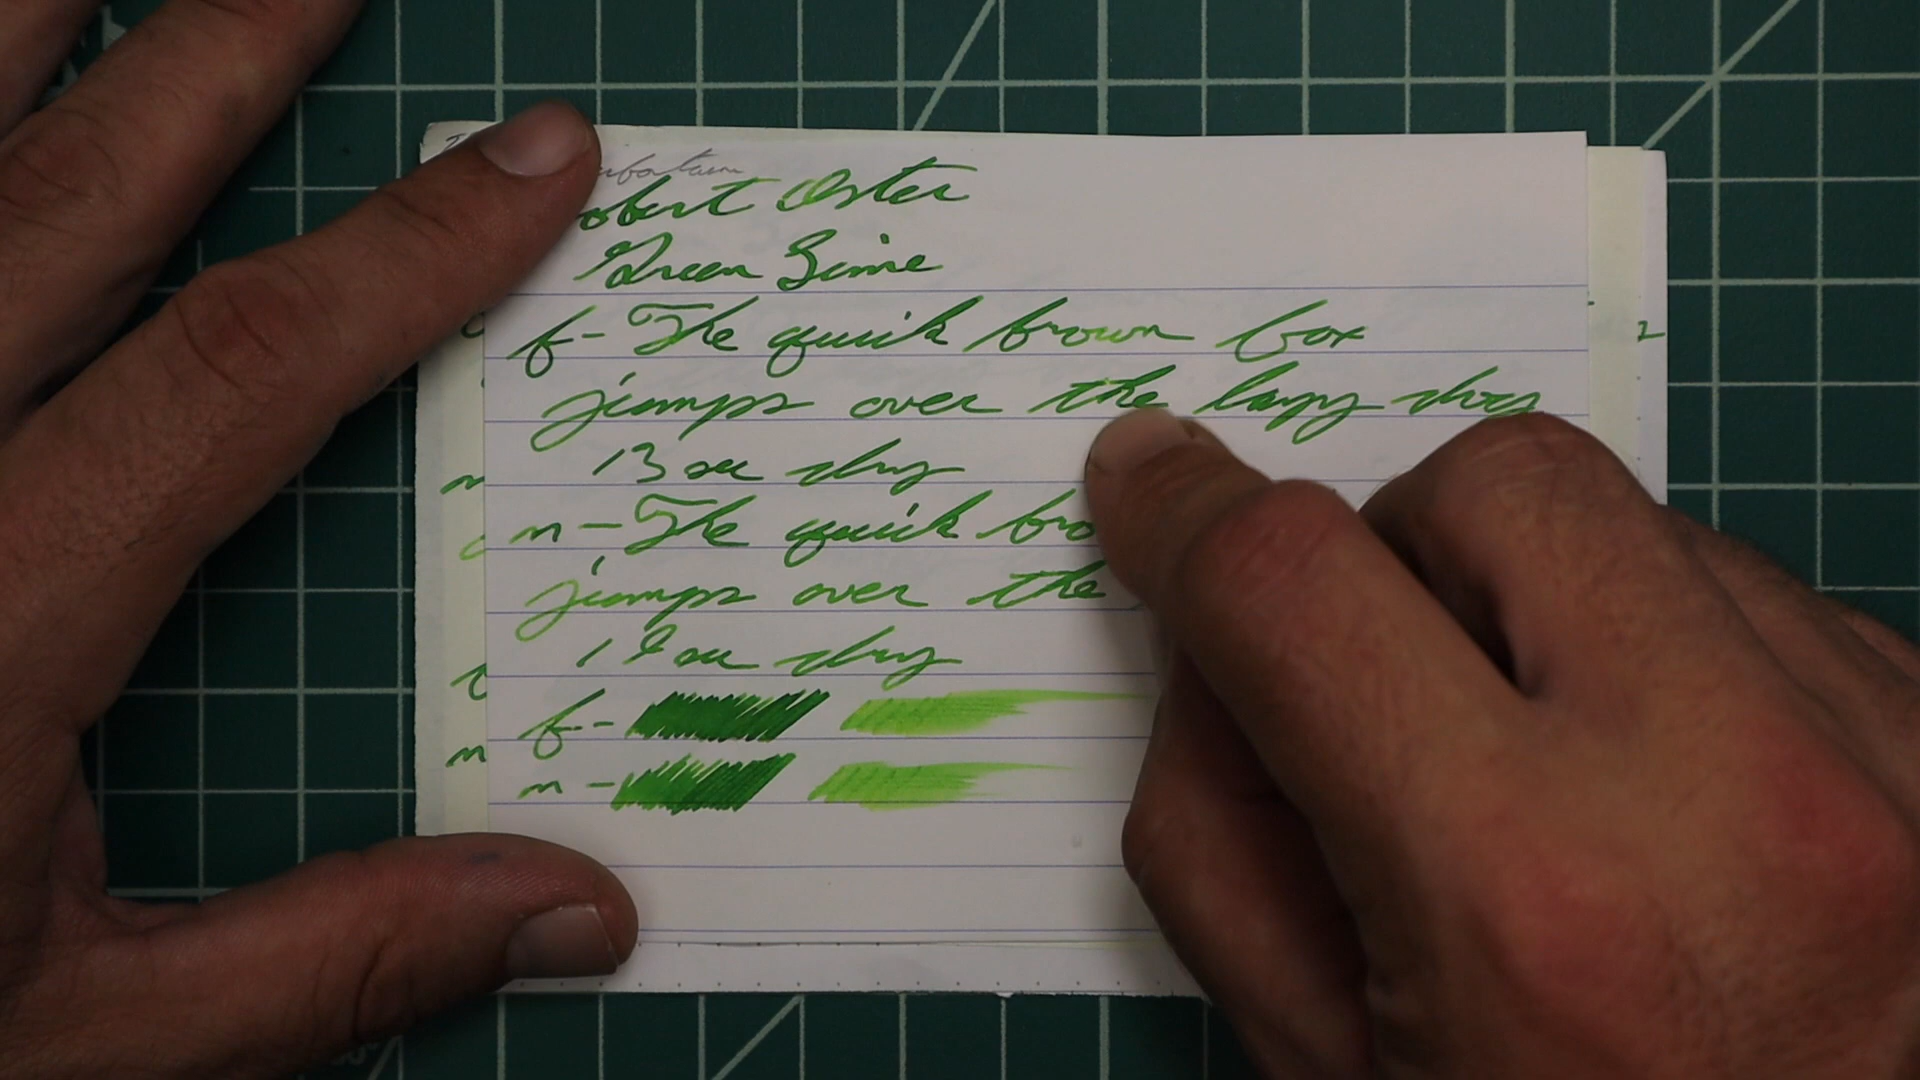 obert Oster
Green Lime
f - The quick brown fox
jumps over the lazy dog
13 sec dry
m - The quick bro
jumps over the
19 sec dry
f -
m -